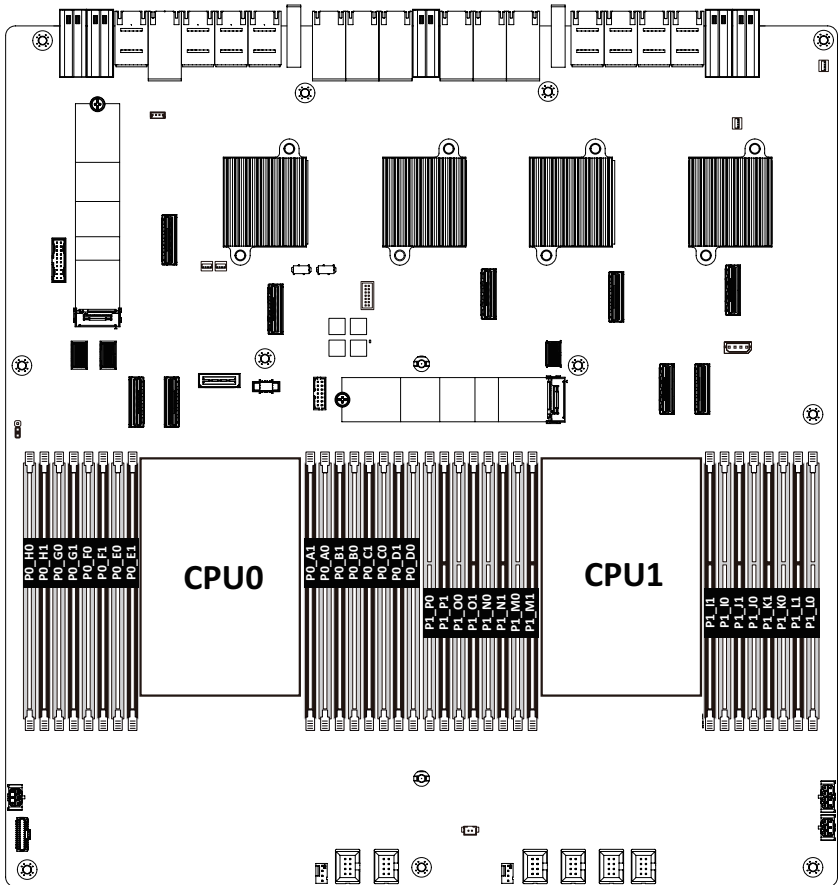 P0_H0
P0_H1
P0_G0
P0_G1
P0_F0
P0_F1
P0_E0
P0_E1
CPU0
P0_A1
P0_A0
P0_B1
P0_B0
P0_C1
P0_C0
P0_D1
P0_D0
P1_P0
P1_P1
P1_O0
P1_O1
P1_N0
P1_N1
P1_M0
P1_M1
CPU1
P1_I1
P1_I0
P1_J1
P1_J0
P1_K1
P1_K0
P1_L1
P1_L0